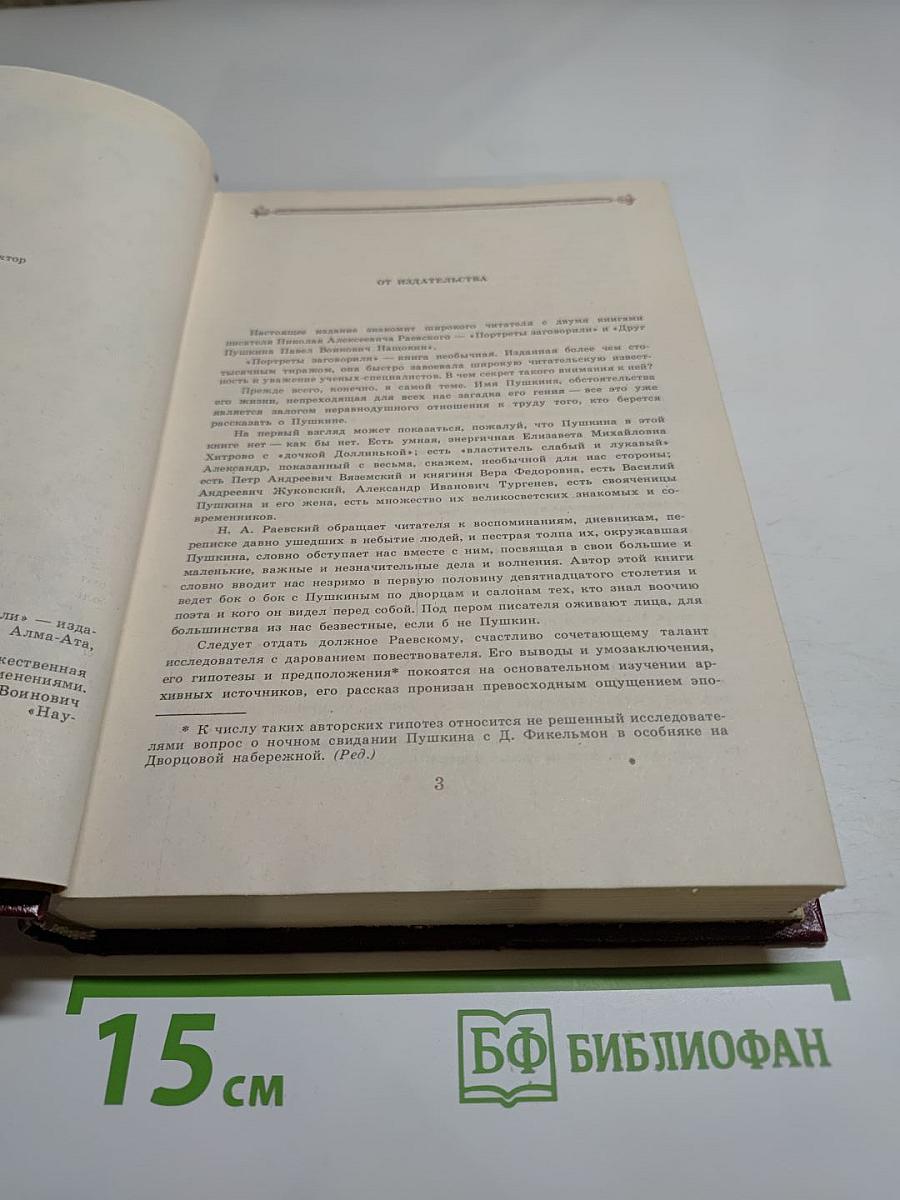 ктор
ли» — изда-
Алма-Ата,
жественная
менениями.
Воинович
«Нау-
ОТ ИЗДАТЕЛЬСТВА
Настоящее издание знакомит широкого читателя с двумя книгами
писателя Николая Алексеевича Раевского — «Портреты заговорили» и «Друг
Пушкина Павел Воинович Нащокин».
«Портреты заговорили» — книга необычная. Изданная более чем сто-
тысячным тиражом, она быстро завоевала широкую читательскую извест-
ность и уважение ученых-специалистов. В чем секрет такого внимания к ней?
Прежде всего, конечно, в самой теме. Имя Пушкина, обстоятельства
его жизни, непреходящая для всех нас загадка его гения — все это уже
является залогом неравнодушного отношения к труду того, кто берется
рассказать о Пушкине.
На первый взгляд может показаться, пожалуй, что Пушкина в этой
книге нет — как бы нет. Есть умная, энергичная Елизавета Михайловна
Хитрово с «дочкой Доллинькой»; есть «властитель слабый и лукавый»
Александр, показанный с весьма, скажем, необычной для нас стороны;
есть Петр Андреевич Вяземский и княгиня Вера Федоровна, есть Василий
Андреевич Жуковский, Александр Иванович Тургенев, есть свояченицы
Пушкина и его жена, есть множество их великосветских знакомых и со-
временников.
Н. А. Раевский обращает читателя к воспоминаниям, дневникам, пе-
реписке давно ушедших в небытие людей, и пестрая толпа их, окружавшая
Пушкина, словно обступает нас вместе с ним, посвящая в свои большие и
маленькие, важные и незначительные дела и волнения. Автор этой книги
словно вводит нас незримо в первую половину девятнадцатого столетия и
ведет бок о бок с Пушкиным по дворцам и салонам тех, кто знал воочию
поэта и кого он видел перед собой. Под пером писателя оживают лица, для
большинства из нас безвестные, если б не Пушкин.
Следует отдать должное Раевскому, счастливо сочетающему талант
исследователя с дарованием повествователя. Его выводы и умозаключения,
его гипотезы и предположения* покоятся на основательном изучении ар-
хивных источников, его рассказ пронизан превосходным ощущением эпо-
* К числу таких авторских гипотез относится не решенный исследовате-
лями вопрос о ночном свидании Пушкина с Д. Фикельмон в особняке на
Дворцовой набережной. (Ред.)
3
15 см
БФ БИБЛИОФАН